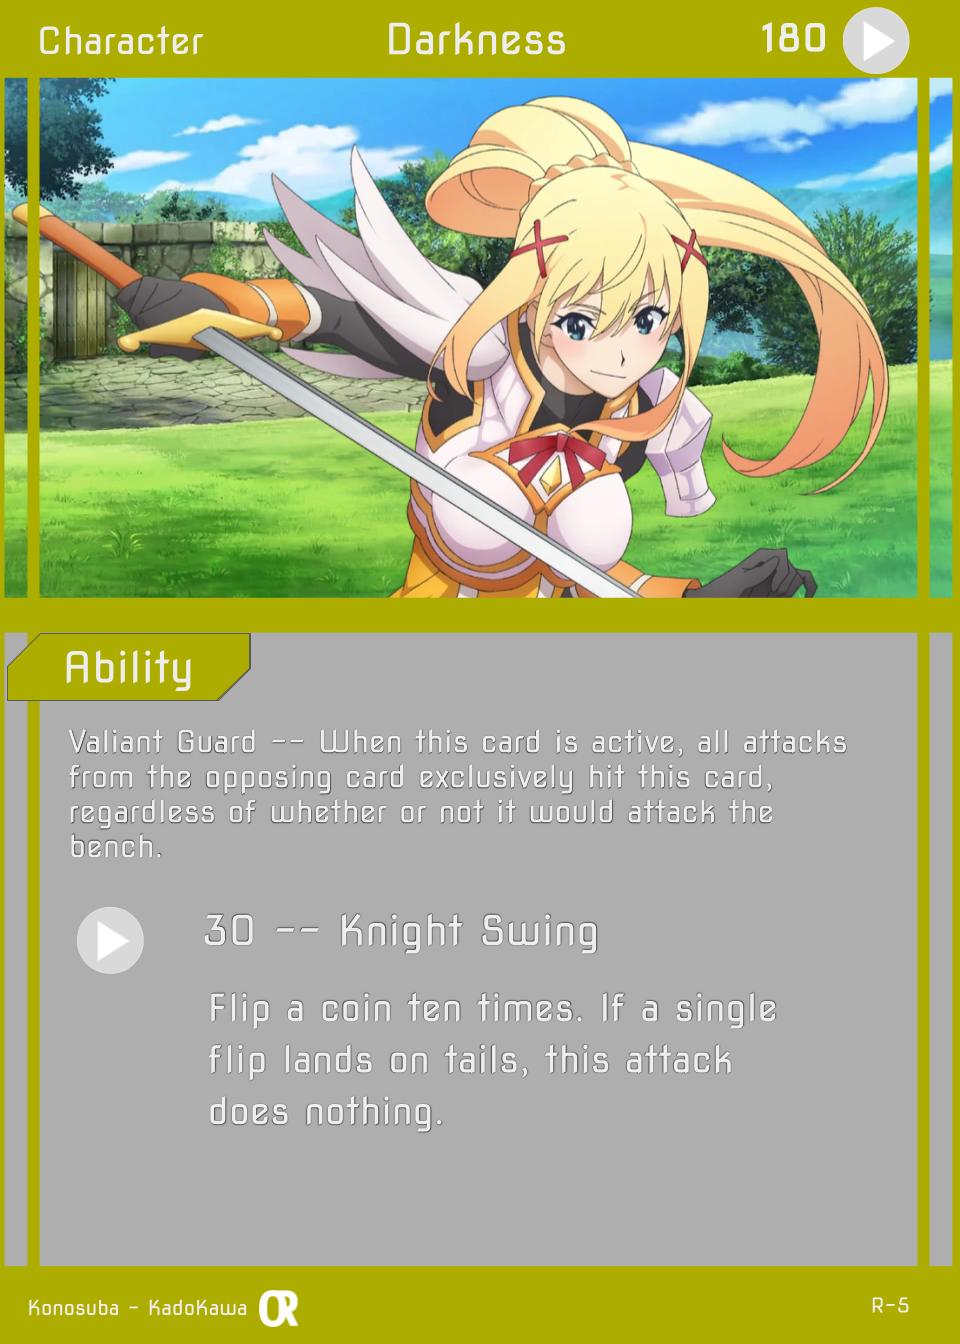 Character
Darkness
180
Ability
Valiant Guard -- When this card is active, all attacks
from the opposing card exclusively hit this card,
regardless of whether or not it would attack the
bench.
30 -- Knight Swing
Flip a coin ten times. If a single
flip lands on tails, this attack
does nothing.
Konosuba - KadoKawa OR
R-5